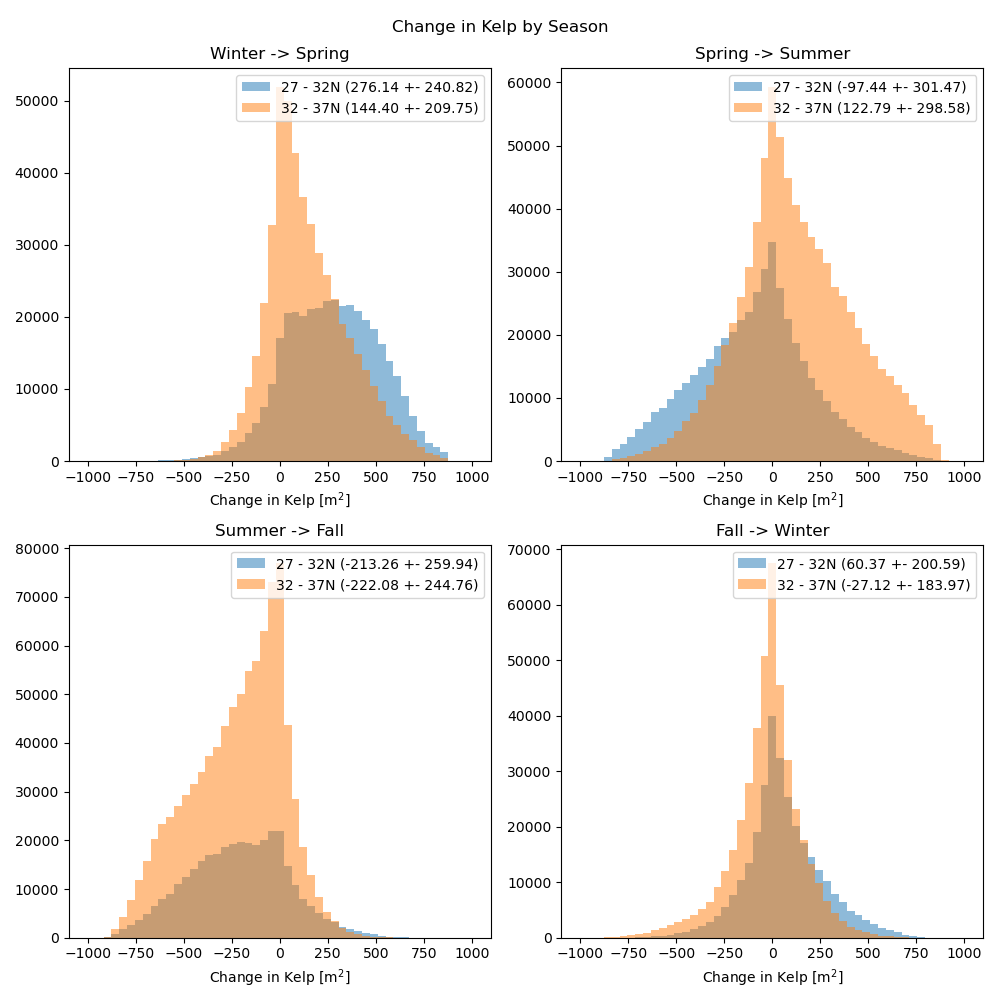 Change in Kelp by Season
Winter -> Spring
27 - 32N (276.14 +- 240.82)
32 - 37N (144.40 +- 209.75)
50000
40000
30000
20000
10000
0
−1000 −750 −500 −250 0 250 500 750 1000
Change in Kelp [m²]
Spring -> Summer
27 - 32N (-97.44 +- 301.47)
32 - 37N (122.79 +- 298.58)
60000
50000
40000
30000
20000
10000
0
−1000 −750 −500 −250 0 250 500 750 1000
Change in Kelp [m²]
Summer -> Fall
27 - 32N (-213.26 +- 259.94)
32 - 37N (-222.08 +- 244.76)
80000
70000
60000
50000
40000
30000
20000
10000
0
−1000 −750 −500 −250 0 250 500 750 1000
Change in Kelp [m²]
Fall -> Winter
27 - 32N (60.37 +- 200.59)
32 - 37N (-27.12 +- 183.97)
70000
60000
50000
40000
30000
20000
10000
0
−1000 −750 −500 −250 0 250 500 750 1000
Change in Kelp [m²]